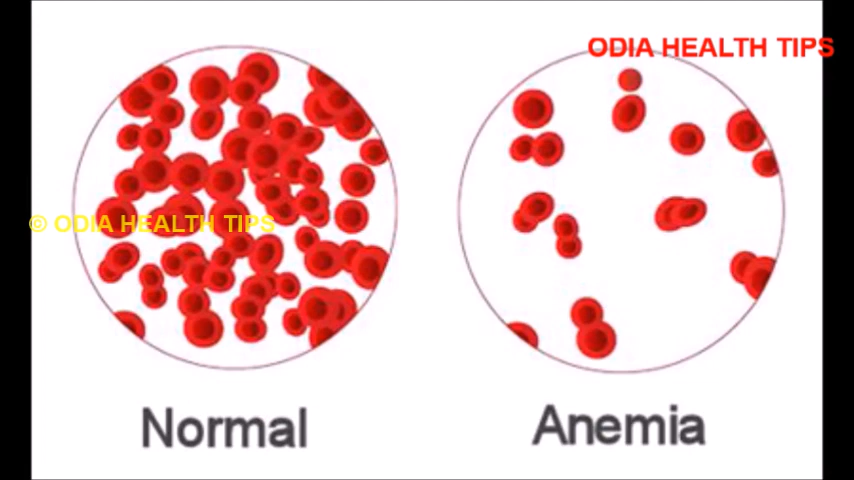 ODIA HEALTH TIPS
© ODIA HEALTH TIPS
Normal
Anemia